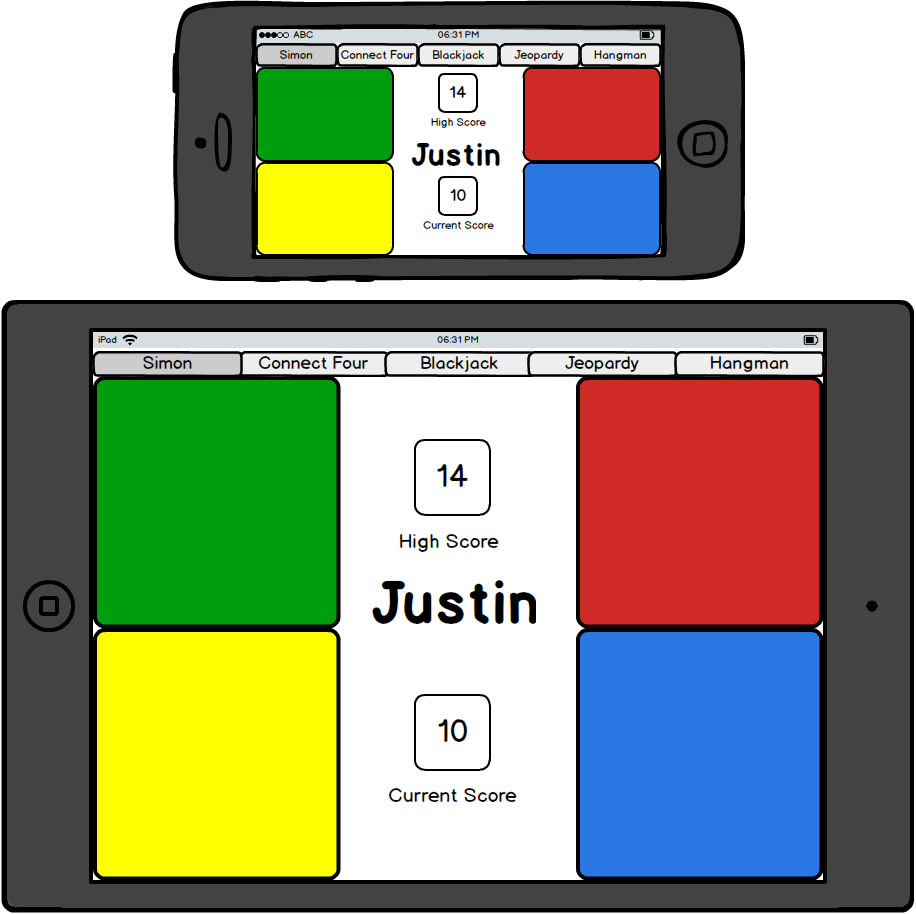 ABC 06:31 PM
Simon Connect Four Blackjack Jeopardy Hangman
14
High Score
Justin
10
Current Score
iPad 06:31 PM
Simon Connect Four Blackjack Jeopardy Hangman
14
High Score
Justin
10
Current Score